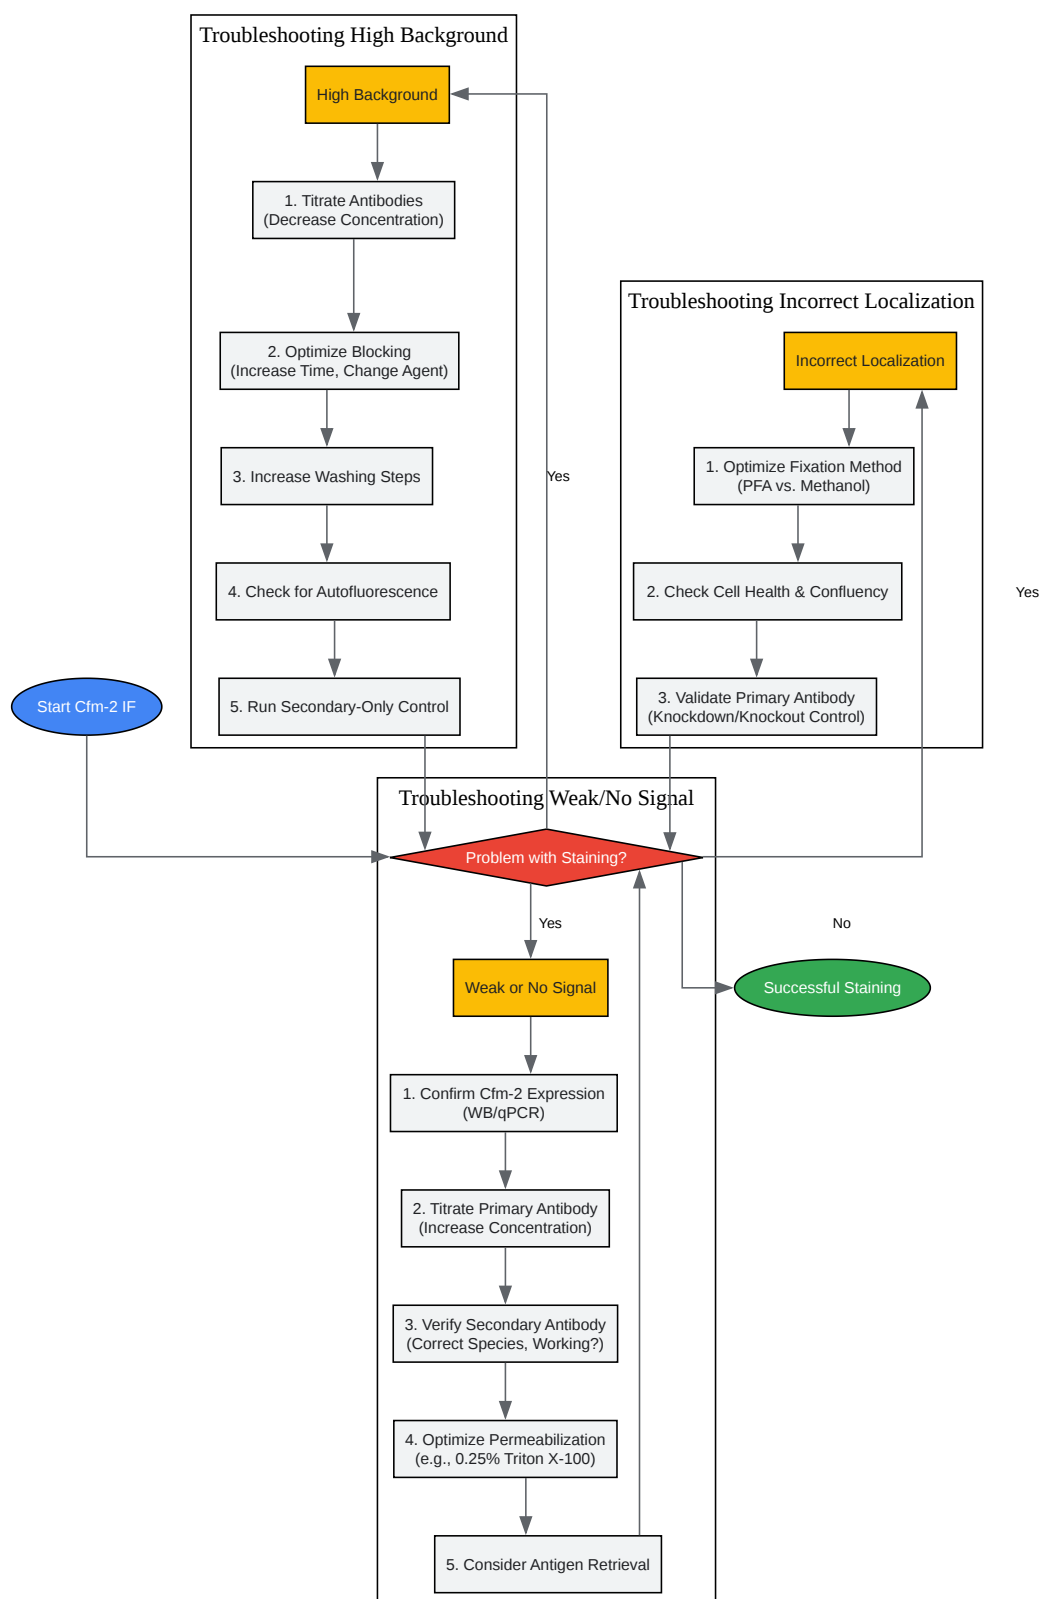 Troubleshooting High Background
High Background
1. Titrate Antibodies
(Decrease Concentration)
2. Optimize Blocking
(Increase Time, Change Agent)
3. Increase Washing Steps
4. Check for Autofluorescence
5. Run Secondary-Only Control
Yes
Troubleshooting Incorrect Localization
Incorrect Localization
1. Optimize Fixation Method
(PFA vs. Methanol)
2. Check Cell Health & Confluency
3. Validate Primary Antibody
(Knockdown/Knockout Control)
Yes
Start Cfm-2 IF
Troubleshooting Weak/No Signal
Problem with Staining?
Yes
No
Weak or No Signal
Successful Staining
1. Confirm Cfm-2 Expression
(WB/qPCR)
2. Titrate Primary Antibody
(Increase Concentration)
3. Verify Secondary Antibody
(Correct Species, Working?)
4. Optimize Permeabilization
(e.g., 0.25% Triton X-100)
5. Consider Antigen Retrieval